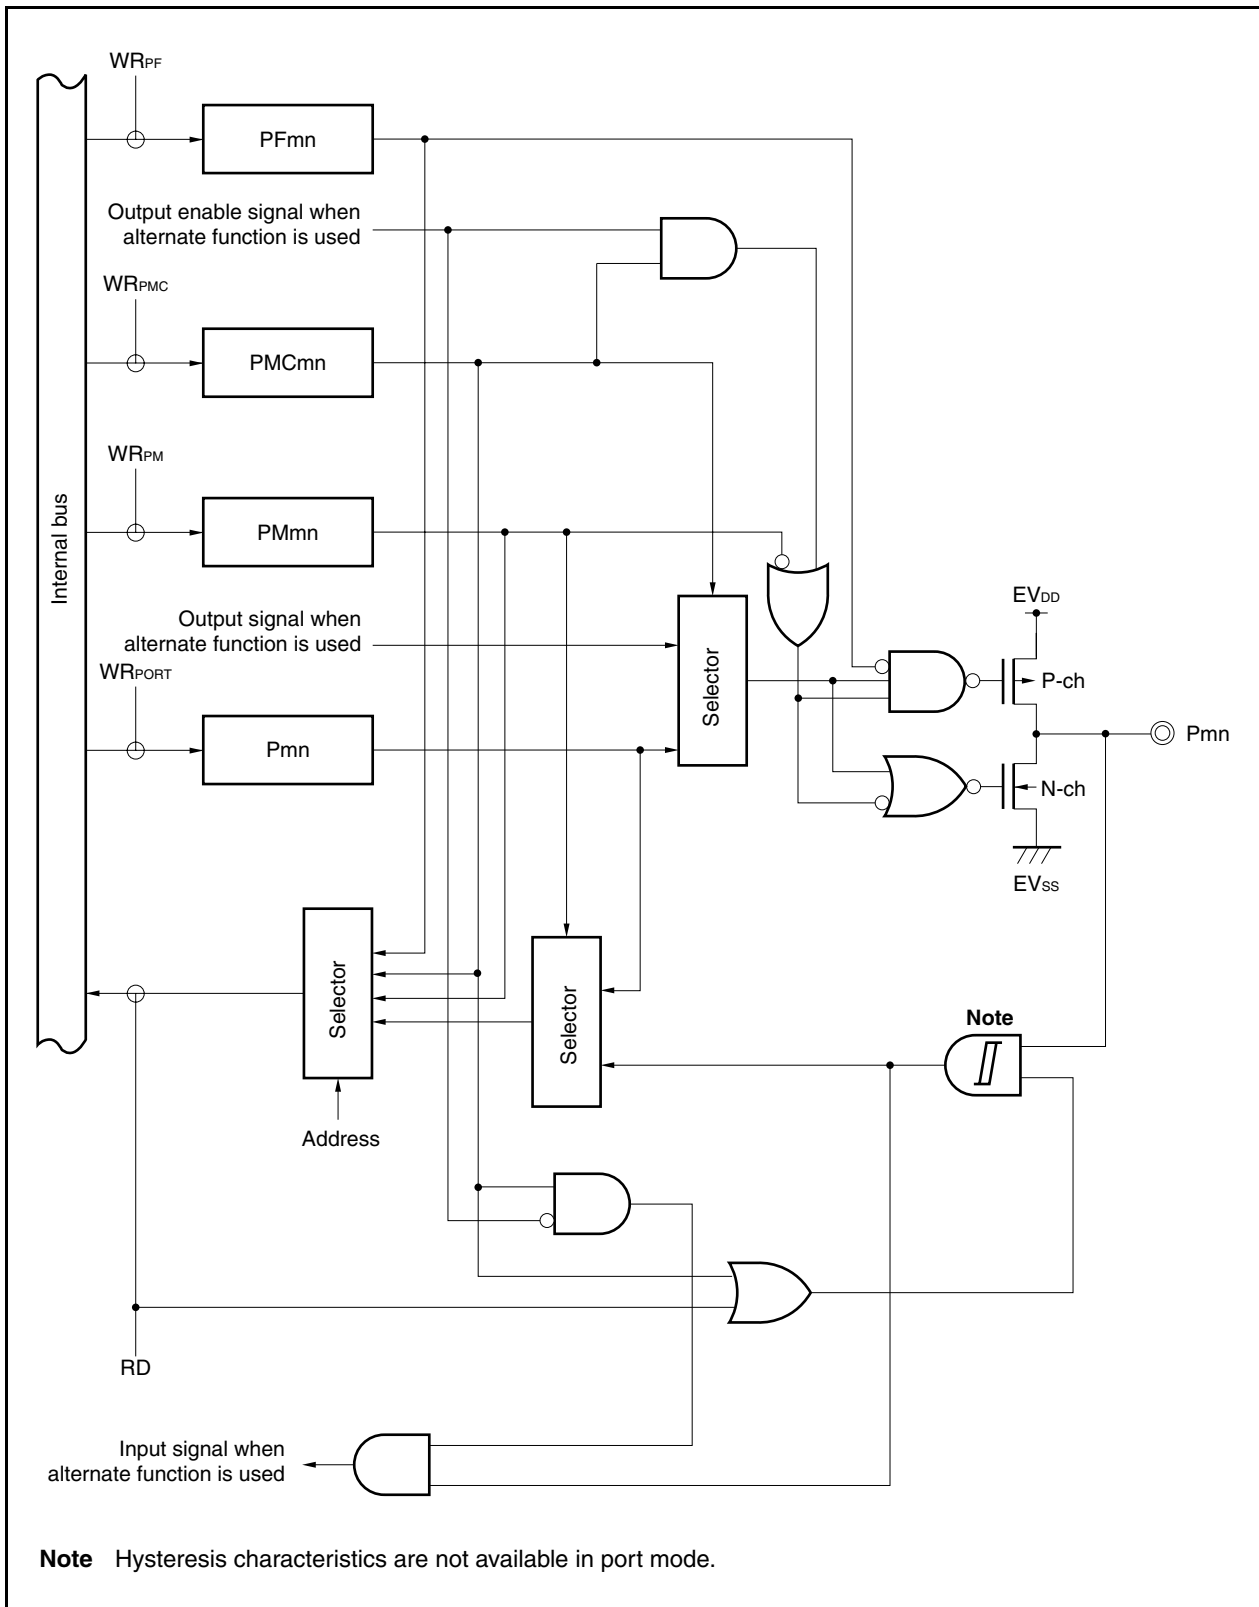 WRPF
PFmn
Output enable signal when
alternate function is used
WRPMC
PMCmn
WRPM
PMmn
Internal bus
Output signal when
alternate function is used
WRPORT
Pmn
Selector
EVDD
P-ch
Pmn
N-ch
EVSS
Selector
Selector
Note
Address
RD
Input signal when
alternate function is used
Note Hysteresis characteristics are not available in port mode.